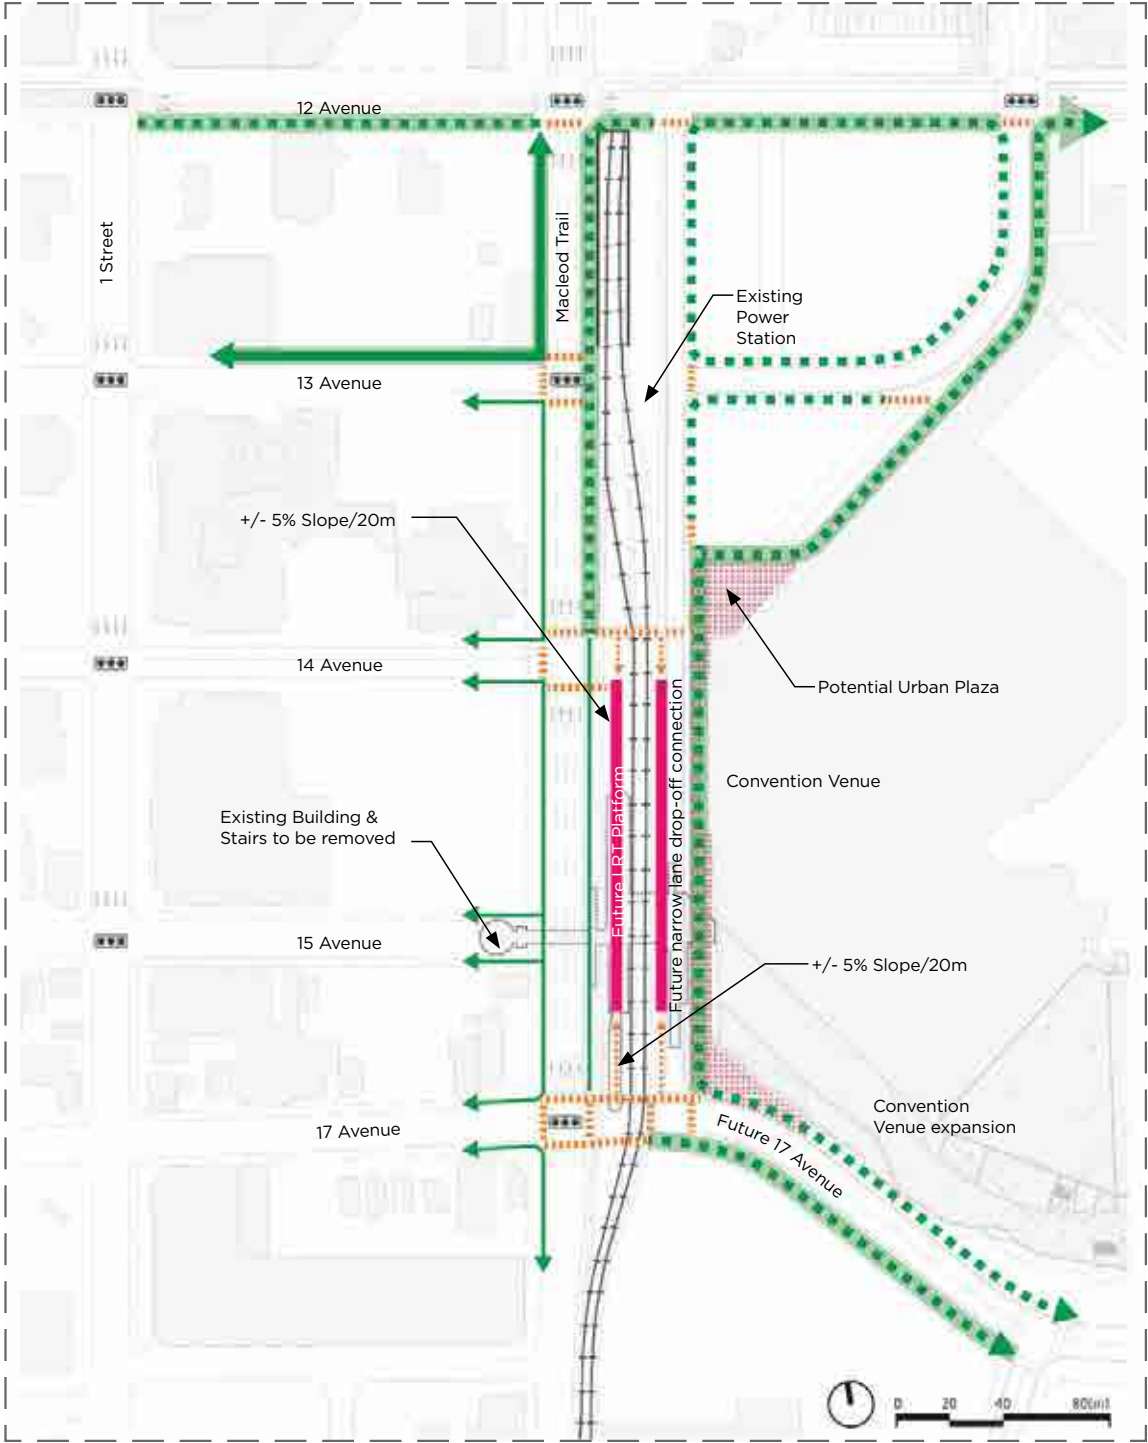 12 Avenue
1 Street
Macleod Trail
Existing
Power
Station
13 Avenue
+/- 5% Slope/20m
14 Avenue
Potential Urban Plaza
Future LRT Platform
Future narrow lane drop-off connection
Convention Venue
Existing Building &
Stairs to be removed
15 Avenue
+/- 5% Slope/20m
Convention
Venue expansion
17 Avenue
Future 17 Avenue
0 20 40 80(m)